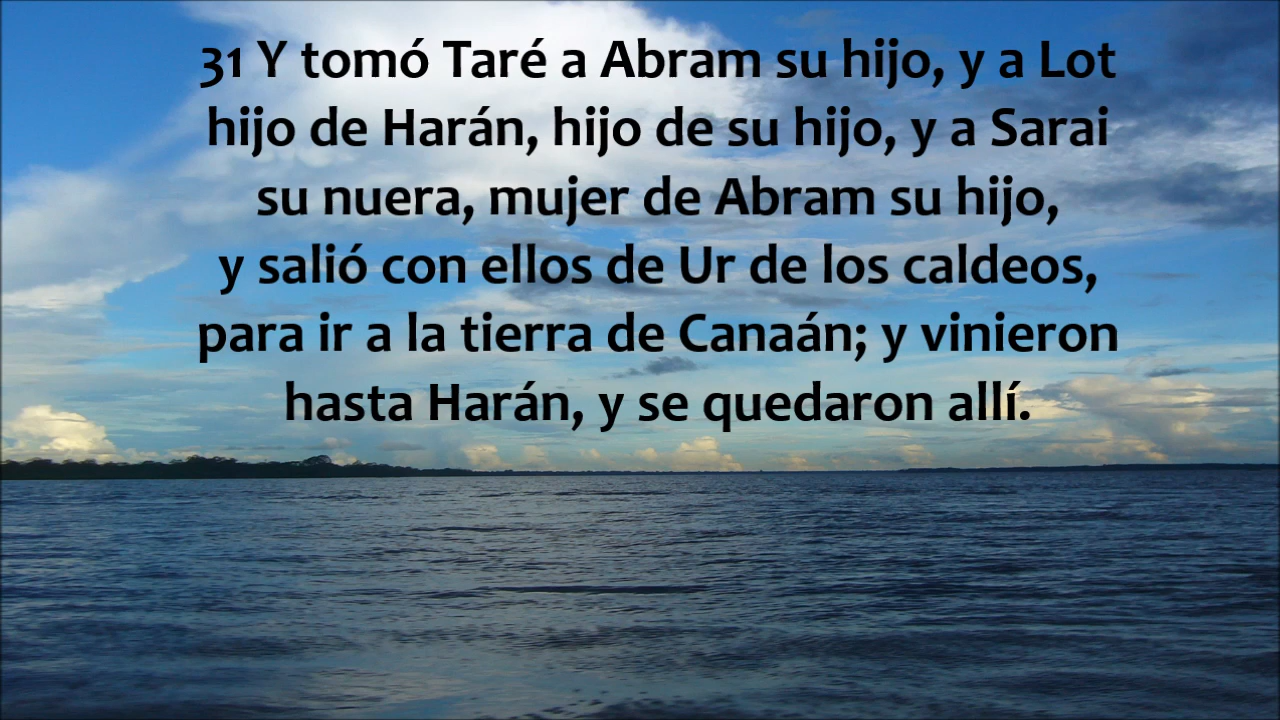 31 Y tomó Taré a Abram su hijo, y a Lot
hijo de Harán, hijo de su hijo, y a Sarai
su nuera, mujer de Abram su hijo,
y salió con ellos de Ur de los caldeos,
para ir a la tierra de Canaán; y vinieron
hasta Harán, y se quedaron allí.